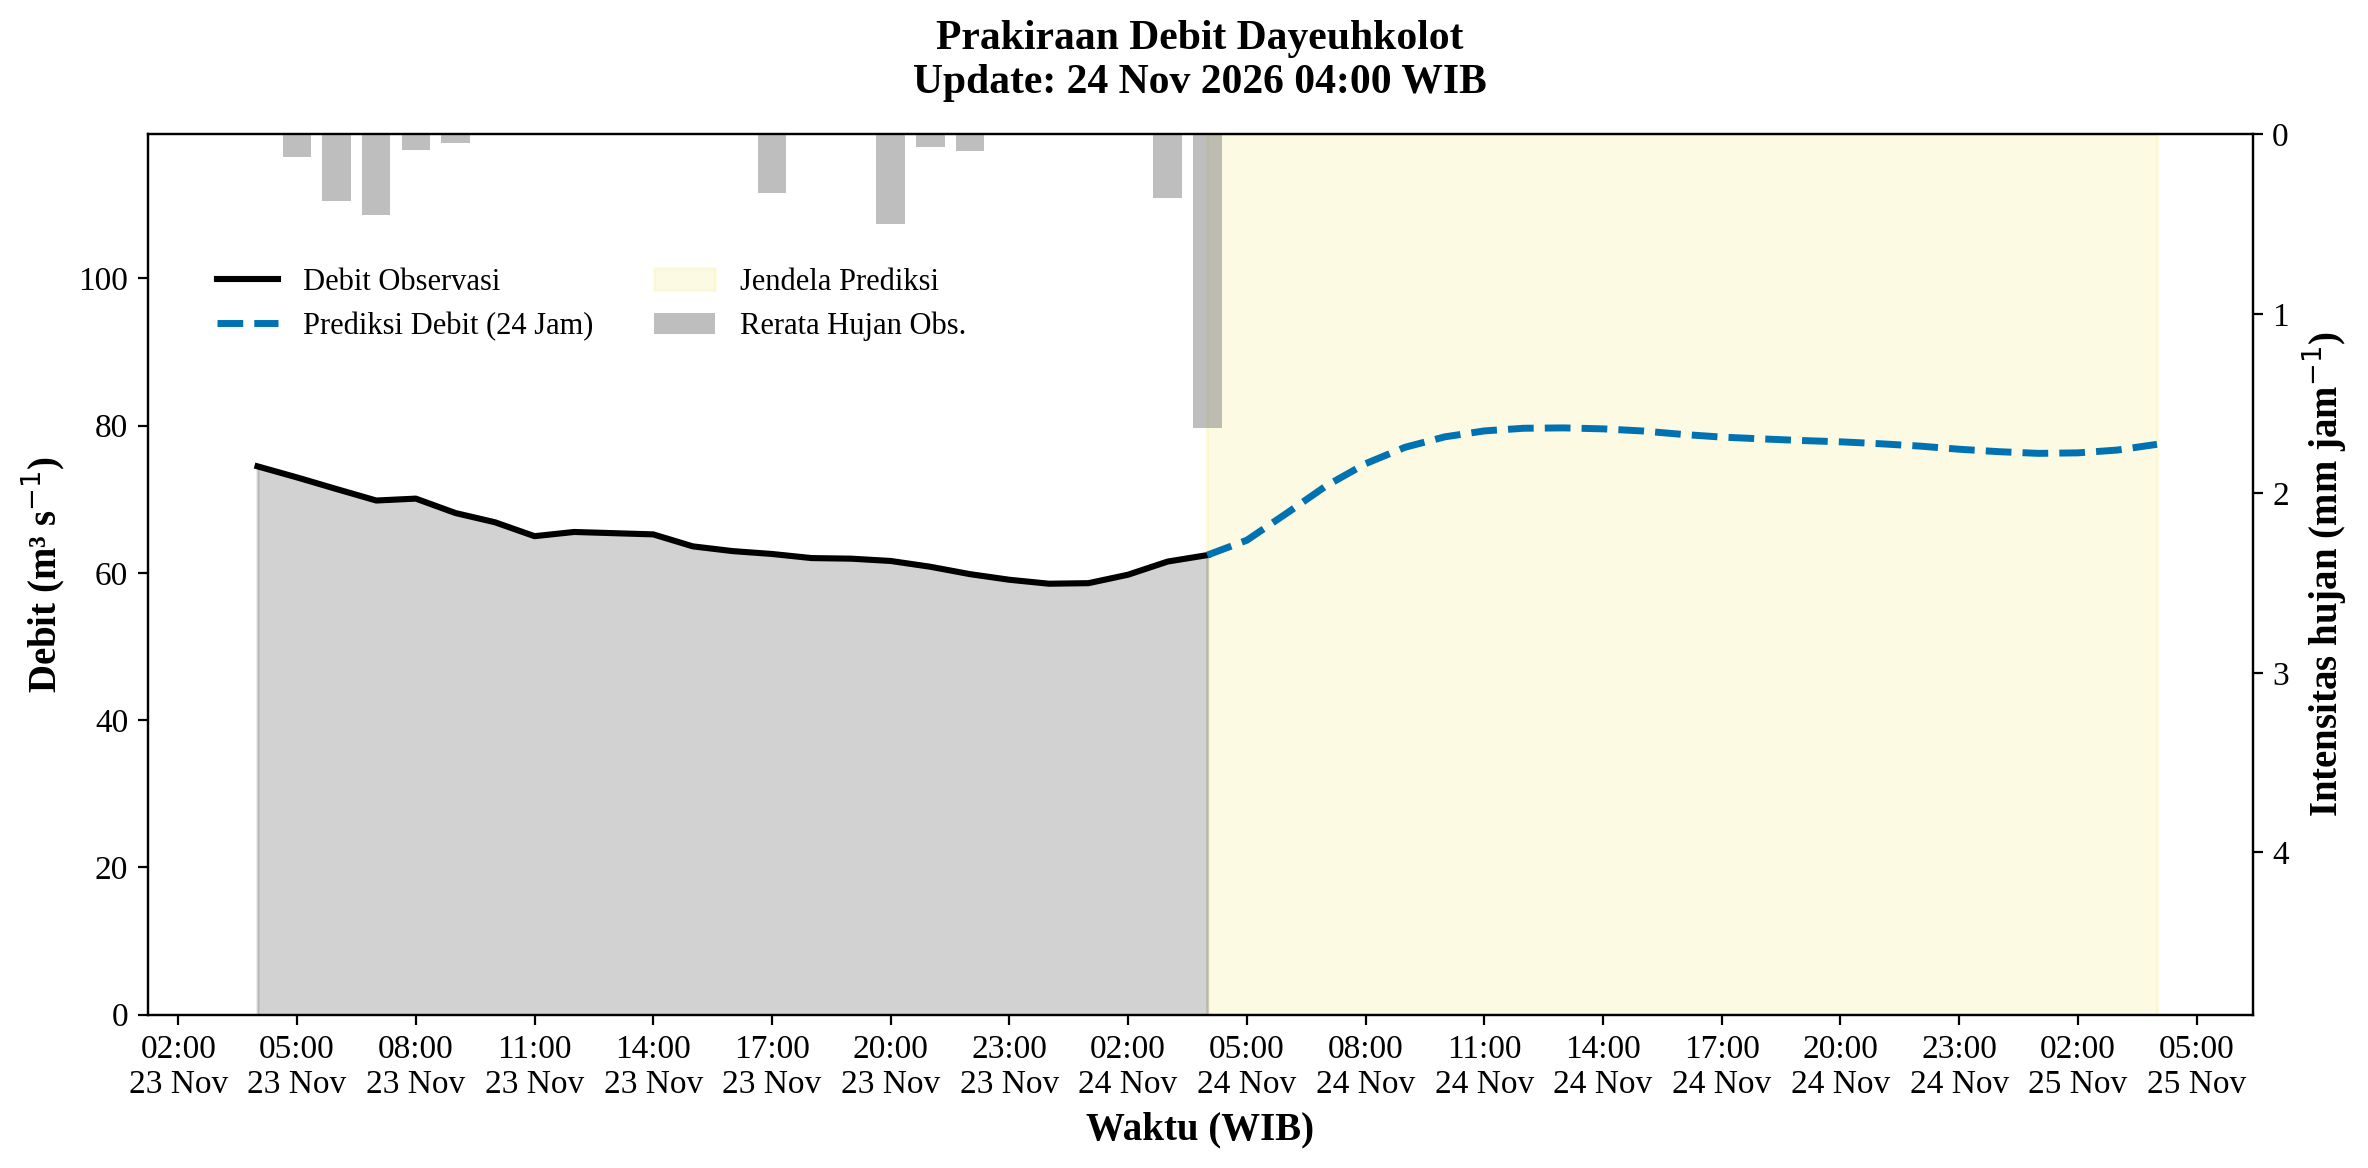 Prakiraan Debit Dayeuhkolot
Update: 24 Nov 2026 04:00 WIB
Debit (m³ s⁻¹)
0
20
40
60
80
100
Debit Observasi
Prediksi Debit (24 Jam)
Jendela Prediksi
Rerata Hujan Obs.
0
1
2
3
4
Intensitas hujan (mm jam⁻¹)
02:00 05:00 08:00 11:00 14:00 17:00 20:00 23:00 02:00 05:00 08:00 11:00 14:00 17:00 20:00 23:00 02:00 05:00
23 Nov 23 Nov 23 Nov 23 Nov 23 Nov 23 Nov 23 Nov 23 Nov 24 Nov 24 Nov 24 Nov 24 Nov 24 Nov 24 Nov 24 Nov 24 Nov 25 Nov 25 Nov
Waktu (WIB)